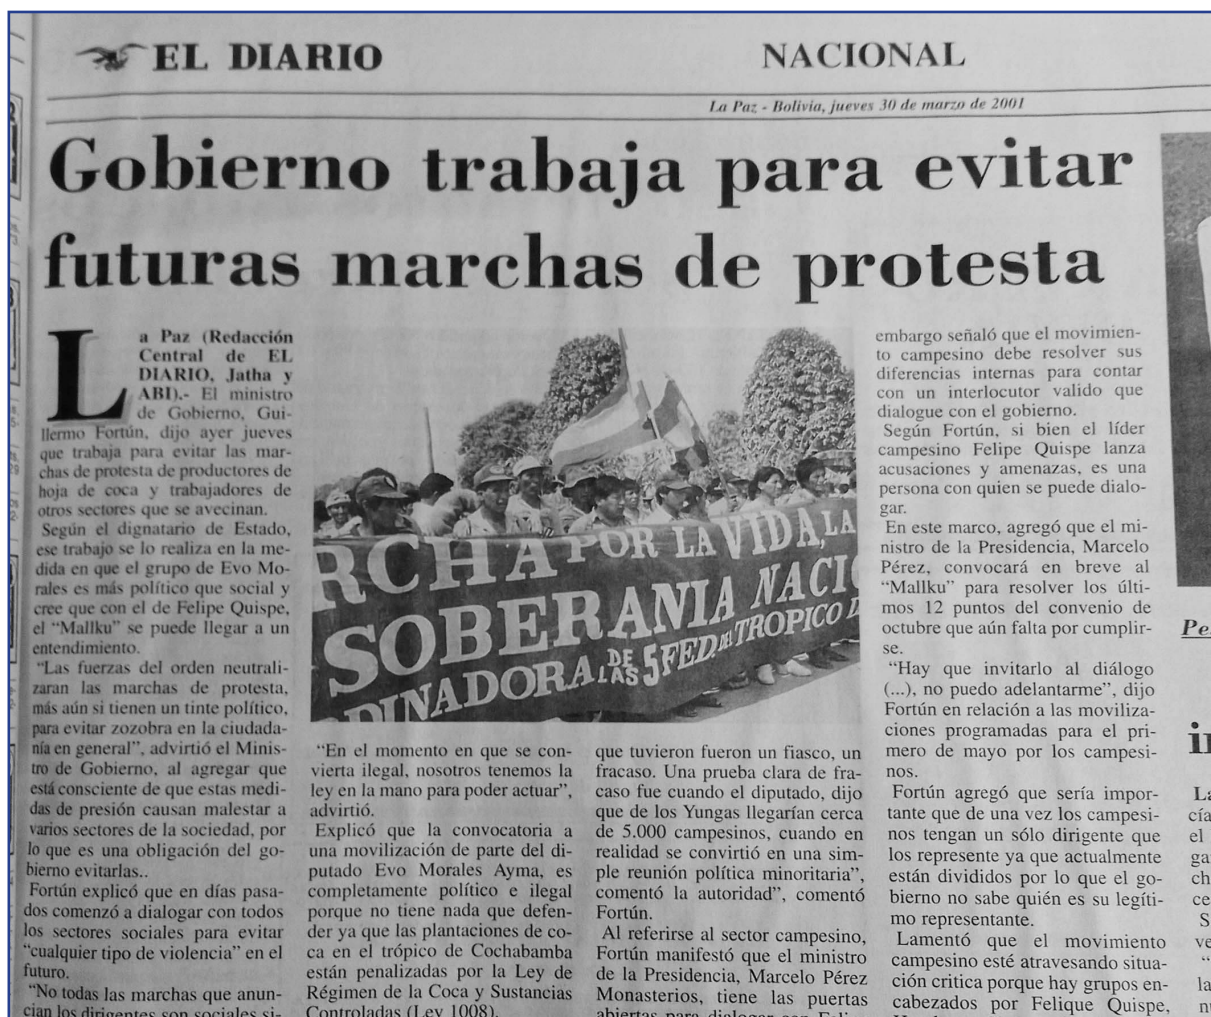 EL DIARIO
NACIONAL
La Paz - Bolivia, jueves 30 de marzo de 2001
Gobierno trabaja para evitar
futuras marchas de protesta
La Paz (Redacción
Central de EL
DIARIO, Jatha y
ABI).- El ministro
de Gobierno, Gui-
llermo Fortún, dijo ayer jueves
que trabaja para evitar las mar-
chas de protesta de productores de
hoja de coca y trabajadores de
otros sectores que se avecinan.
Según el dignatario de Estado,
ese trabajo se lo realiza en la me-
dida en que el grupo de Evo Mo-
rales es más político que social y
cree que con el de Felipe Quispe,
el “Mallku” se puede llegar a un
entendimiento.
“Las fuerzas del orden neutrali-
zaran las marchas de protesta,
más aún si tienen un tinte político,
para evitar zozobra en la ciudada-
nía en general”, advirtió el Minis-
tro de Gobierno, al agregar que
está consciente de que estas medi-
das de presión causan malestar a
varios sectores de la sociedad, por
lo que es una obligación del go-
bierno evitarlas..
Fortún explicó que en días pasa-
dos comenzó a dialogar con todos
los sectores sociales para evitar
“cualquier tipo de violencia” en el
futuro.
“No todas las marchas que anun-
cian los dirigentes son sociales si-
RCHA POR LA VIDA, LA
SOBERANIA NACIO
DINADORA DE LAS 5 FED DEL TROPICO D
“En el momento en que se con-
vierta ilegal, nosotros tenemos la
ley en la mano para poder actuar”,
advirtió.
Explicó que la convocatoria a
una movilización de parte del di-
putado Evo Morales Ayma, es
completamente político e ilegal
porque no tiene nada que defen-
der ya que las plantaciones de co-
ca en el trópico de Cochabamba
están penalizadas por la Ley de
Régimen de la Coca y Sustancias
Controladas (Ley 1008).
que tuvieron fueron un fiasco, un
fracaso. Una prueba clara de fra-
caso fue cuando el diputado, dijo
que de los Yungas llegarían cerca
de 5.000 campesinos, cuando en
realidad se convirtió en una sim-
ple reunión política minoritaria”,
comentó la autoridad”, comentó
Fortún.
Al referirse al sector campesino,
Fortún manifestó que el ministro
de la Presidencia, Marcelo Pérez
Monasterios, tiene las puertas
abiertas para dialogar con Feli-
embargo señaló que el movimien-
to campesino debe resolver sus
diferencias internas para contar
con un interlocutor valido que
dialogue con el gobierno.
Según Fortún, si bien el líder
campesino Felipe Quispe lanza
acusaciones y amenazas, es una
persona con quien se puede dialo-
gar.
En este marco, agregó que el mi-
nistro de la Presidencia, Marcelo
Pérez, convocará en breve al
“Mallku” para resolver los últi-
mos 12 puntos del convenio de
octubre que aún falta por cumplir-
se.
“Hay que invitarlo al diálogo
(...), no puedo adelantarme”, dijo
Fortún en relación a las moviliza-
ciones programadas para el pri-
mero de mayo por los campesi-
nos.
Fortún agregó que sería impor-
tante que de una vez los campesi-
nos tengan un sólo dirigente que
los represente ya que actualmente
están divididos por lo que el go-
bierno no sabe quién es su legíti-
mo representante.
Lamentó que el movimiento
campesino esté atravesando situa-
ción critica porque hay grupos en-
cabezados por Felique Quispe,
Pe
in
La
cía
el
ga
ch
ce
S
ve
“
la